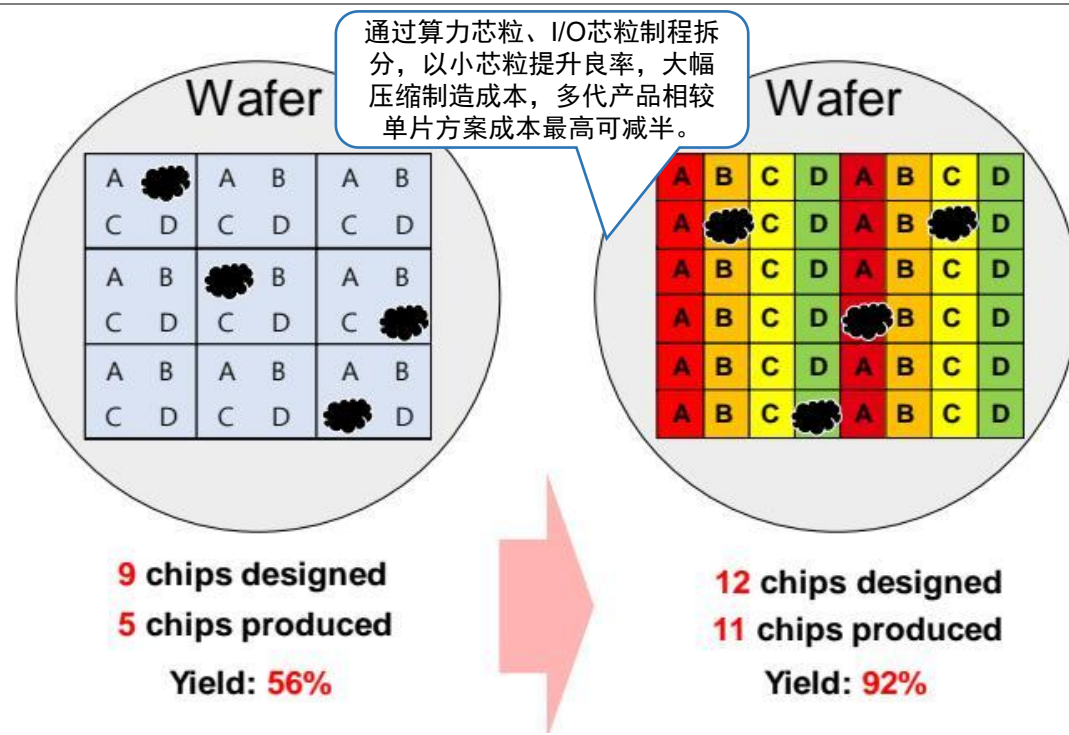 通过算力芯粒、I/O芯粒制程拆
分，以小芯粒提升良率，大幅
压缩制造成本，多代产品相较
单片方案成本最高可减半。
Wafer
A A B A B
C D C D C D
A B B A B
C D C D C
A B A B A B
C D C D D
9 chips designed
5 chips produced
Yield: 56%
Wafer
A B C D A B C D
A C D A B D
A B C D A B C D
A B C D B C D
A B C D A B C D
A B C A B C D
12 chips designed
11 chips produced
Yield: 92%